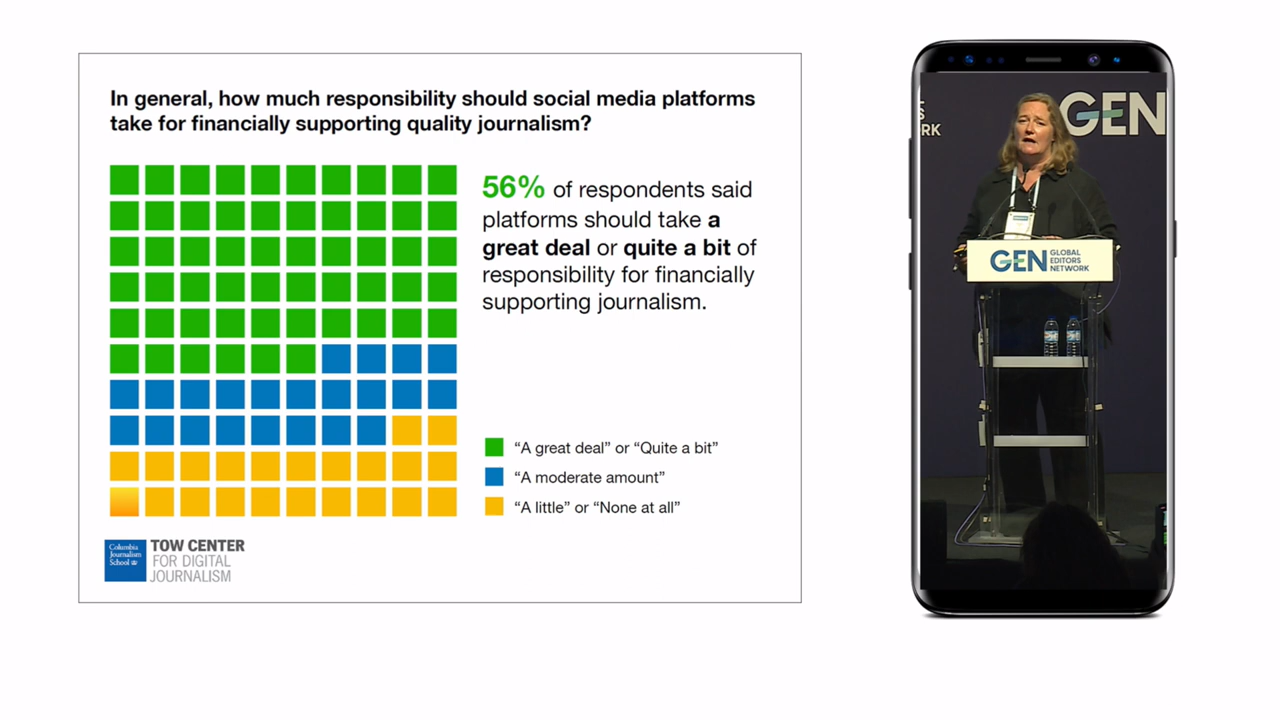 In general, how much responsibility should social media platforms
take for financially supporting quality journalism?
56% of respondents said
platforms should take a
great deal or quite a bit of
responsibility for financially
supporting journalism.
“A great deal” or “Quite a bit”
“A moderate amount”
“A little” or “None at all”
Columbia
Journalism
School
TOW CENTER
FOR DIGITAL
JOURNALISM
GEN
RK
GEN GLOBAL
EDITORS
NETWORK